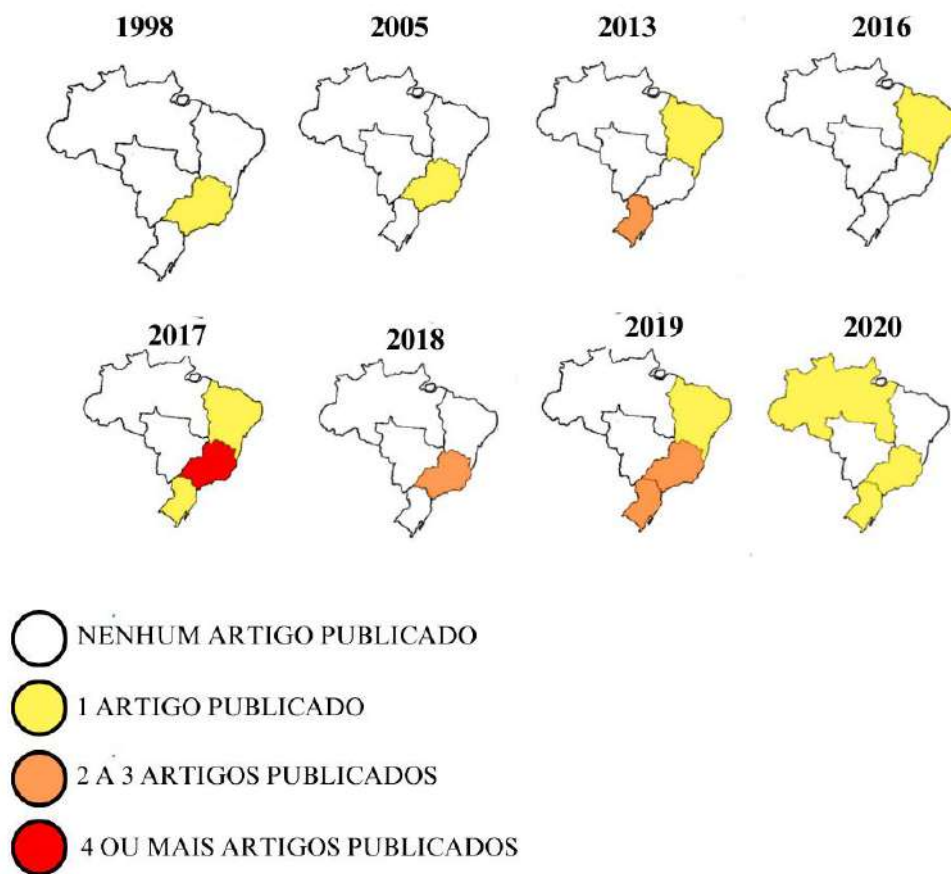 1998 2005 2013 2016
2017 2018 2019 2020
NENHUM ARTIGO PUBLICADO
1 ARTIGO PUBLICADO
2 A 3 ARTIGOS PUBLICADOS
4 OU MAIS ARTIGOS PUBLICADOS